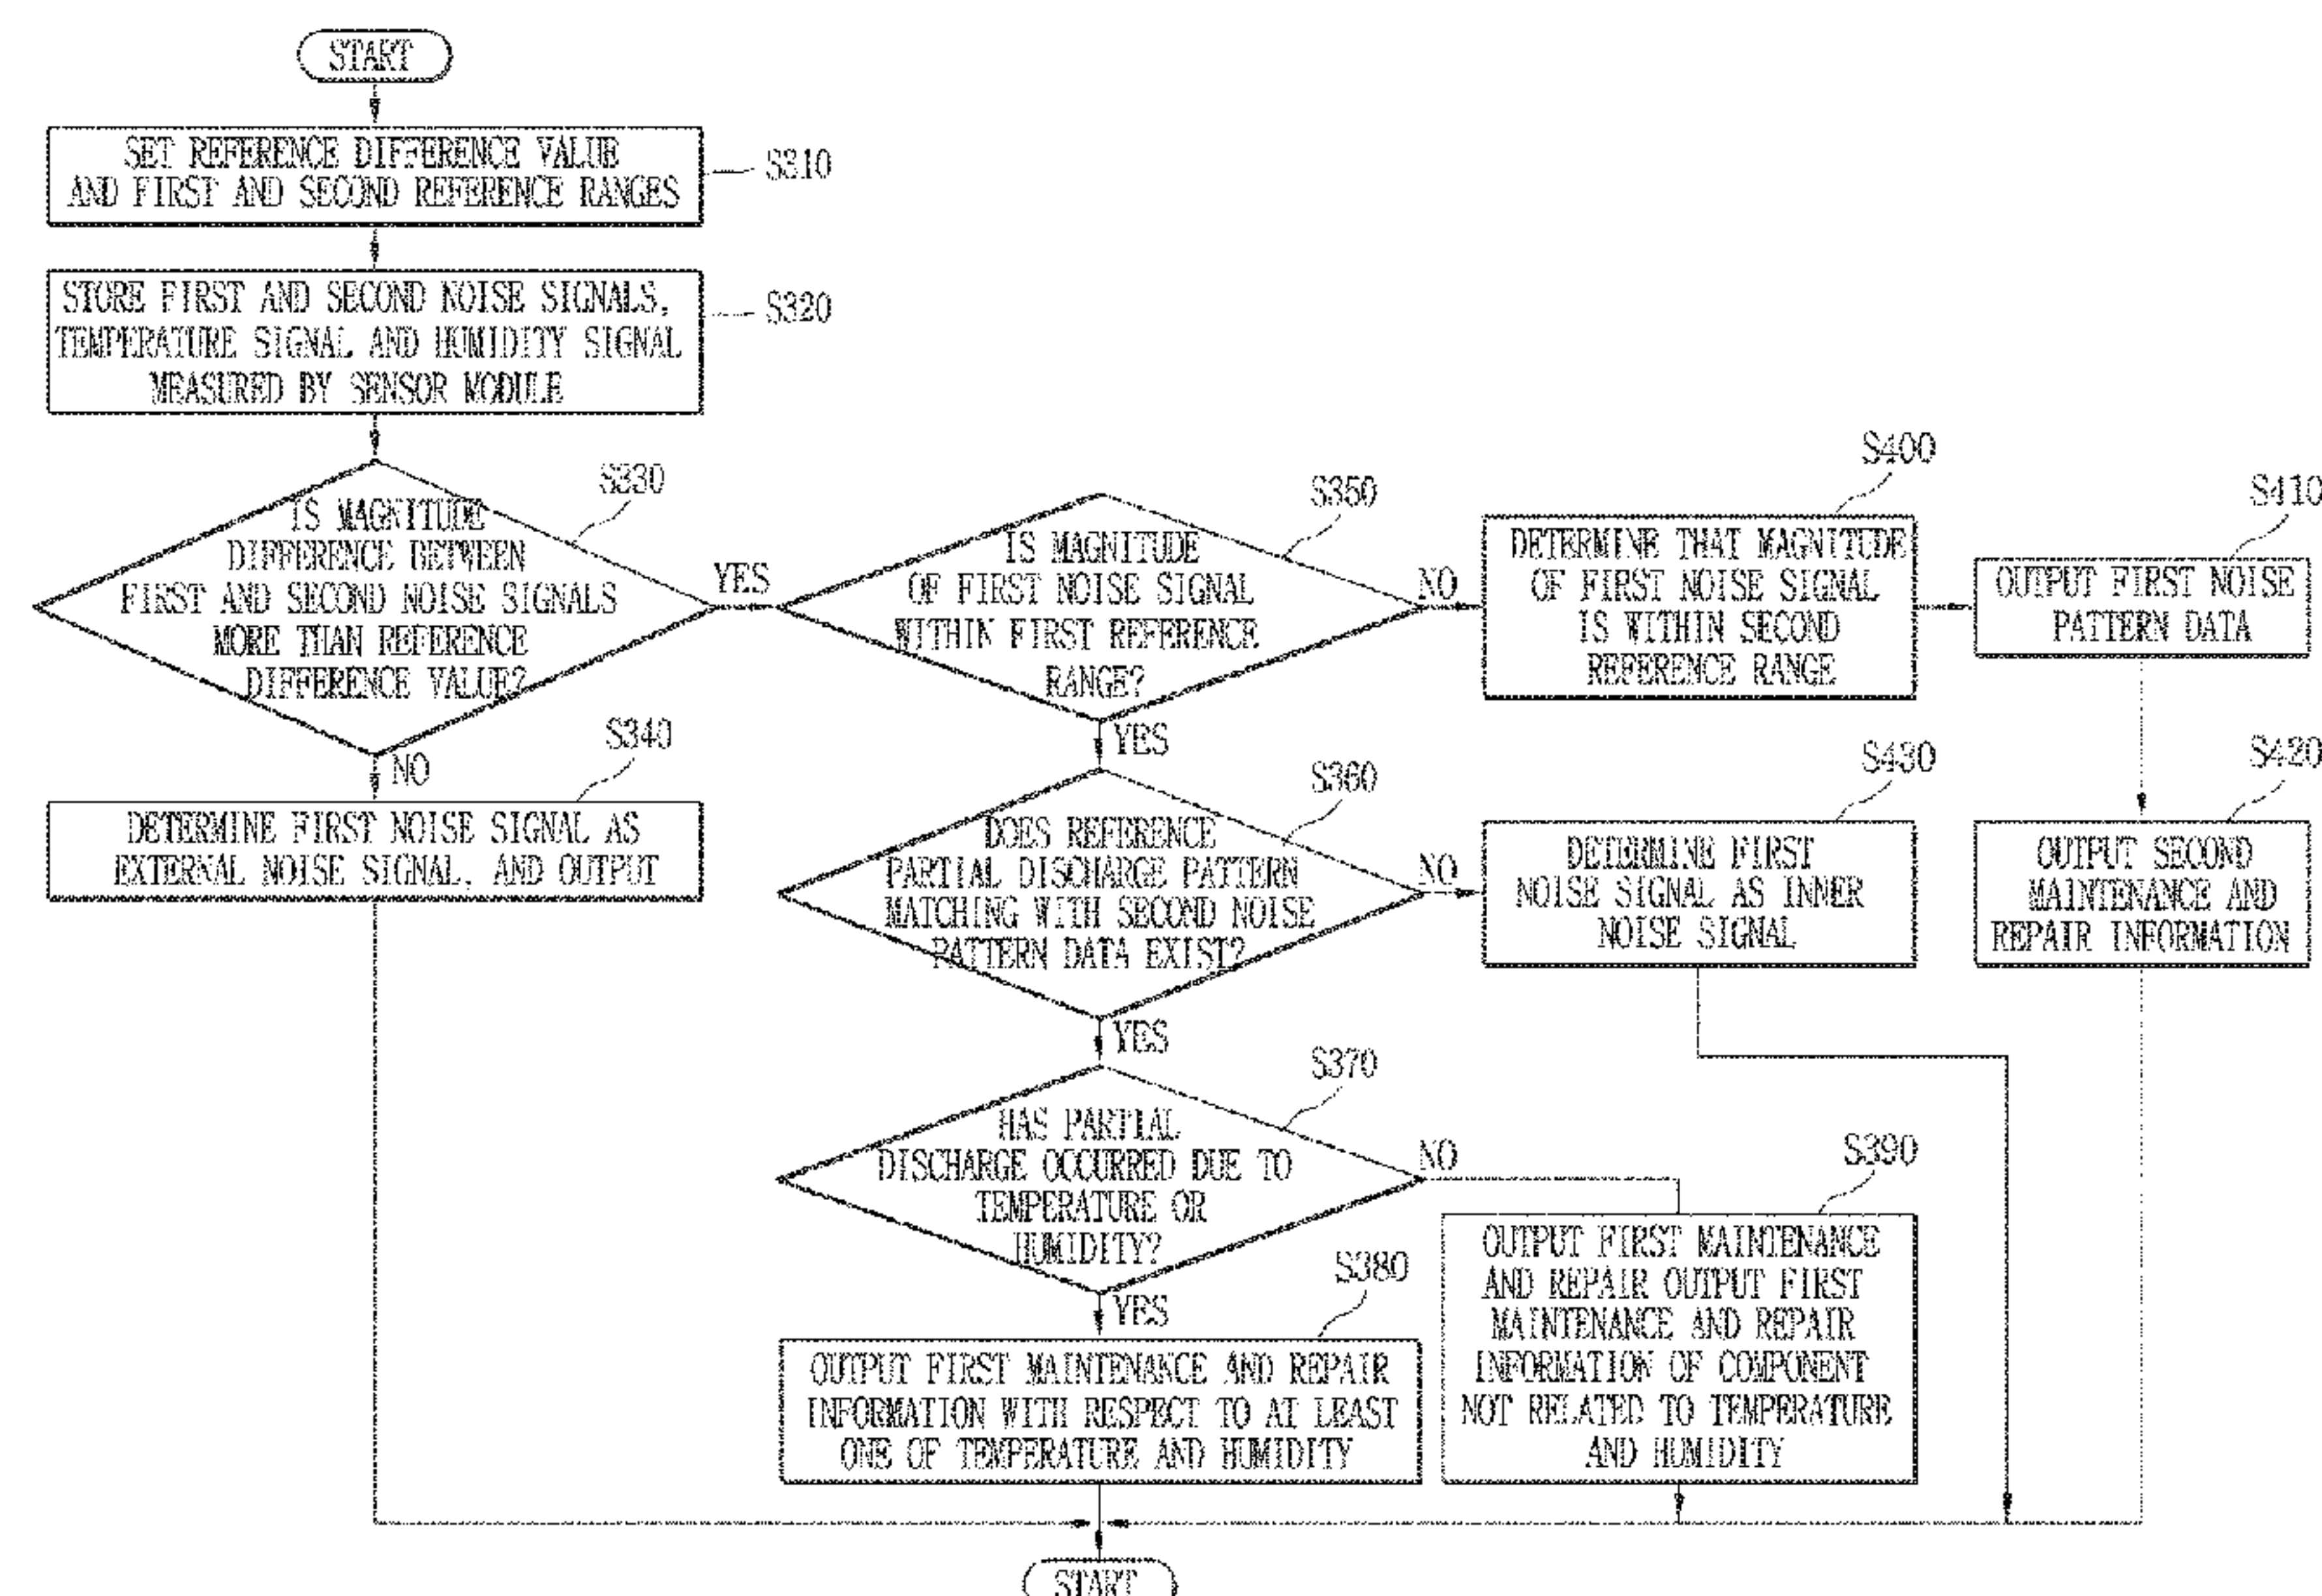 START
SET REFERENCE DIFFERENCE VALUE
AND FIRST AND SECOND REFERENCE RANGES
S310
STORE FIRST AND SECOND NOISE SIGNALS,
TEMPERATURE SIGNAL AND HUMIDITY SIGNAL
MEASURED BY SENSOR MODULE
S320
IS MAGNITUDE
DIFFERENCE BETWEEN
FIRST AND SECOND NOISE SIGNALS
MORE THAN REFERENCE
DIFFERENCE VALUE?
S330
YES
NO
S340
DETERMINE FIRST NOISE SIGNAL AS
EXTERNAL NOISE SIGNAL, AND OUTPUT
S350
IS MAGNITUDE
OF FIRST NOISE SIGNAL
WITHIN FIRST REFERENCE
RANGE?
NO
YES
S400
DETERMINE THAT MAGNITUDE
OF FIRST NOISE SIGNAL
IS WITHIN SECOND
REFERENCE RANGE
S410
OUTPUT FIRST NOISE
PATTERN DATA
S360
DOES REFERENCE
PARTIAL DISCHARGE PATTERN
MATCHING WITH SECOND NOISE
PATTERN DATA EXIST?
NO
YES
S430
DETERMINE FIRST
NOISE SIGNAL AS INNER
NOISE SIGNAL
S420
OUTPUT SECOND
MAINTENANCE AND
REPAIR INFORMATION
S370
HAS PARTIAL
DISCHARGE OCCURRED DUE TO
TEMPERATURE OR
HUMIDITY?
NO
YES
S380
OUTPUT FIRST MAINTENANCE AND REPAIR
INFORMATION WITH RESPECT TO AT LEAST
ONE OF TEMPERATURE AND HUMIDITY
S390
OUTPUT FIRST MAINTENANCE
AND REPAIR OUTPUT FIRST
MAINTENANCE AND REPAIR
INFORMATION OF COMPONENT
NOT RELATED TO TEMPERATURE
AND HUMIDITY
START